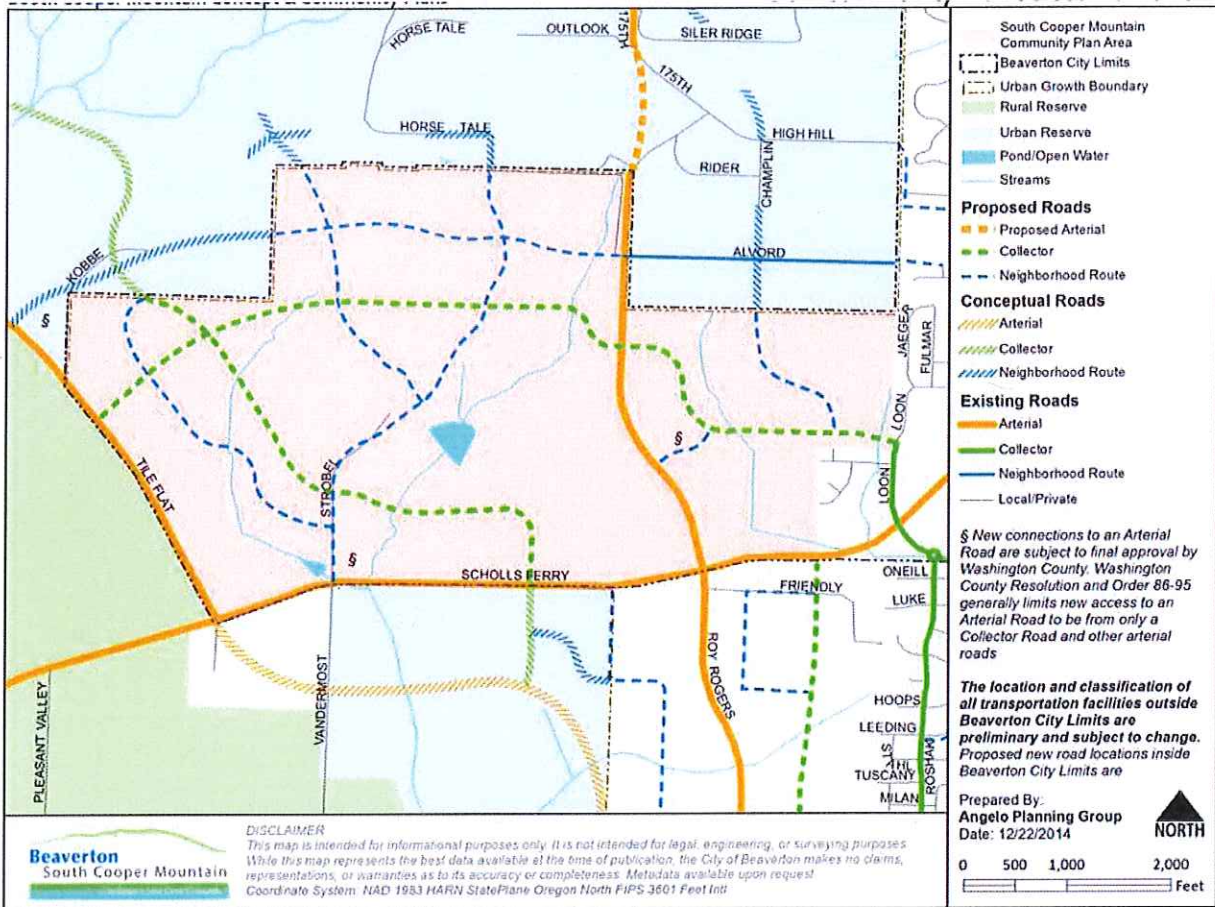 South Cooper Mountain Concept & Community Plans
HORSE TALE
OUTLOOK
175TH
SILER RIDGE
175TH
HORSE TALE
HIGH HILL
RIDER
CHAMPLIN
KOBBE
ALVORD
§
JAEGER
FULMAR
LOON
§
TILE FLAT
STROBEL
LOON
§
SCHOLLS FERRY
FRIENDLY
ONEILL
LUKE
ROY ROGERS
PLEASANT VALLEY
VANDERMOST
HOOPS
LEEDING
ST
THL
TUSCANY
ROSHAK
MILAN
South Cooper Mountain
Community Plan Area
Beaverton City Limits
Urban Growth Boundary
Rural Reserve
Urban Reserve
Pond/Open Water
Streams
Proposed Roads
Proposed Arterial
Collector
Neighborhood Route
Conceptual Roads
Arterial
Collector
Neighborhood Route
Existing Roads
Arterial
Collector
Neighborhood Route
Local/Private
§ New connections to an Arterial
Road are subject to final approval by
Washington County. Washington
County Resolution and Order 86-95
generally limits new access to an
Arterial Road to be from only a
Collector Road and other arterial
roads
The location and classification of
all transportation facilities outside
Beaverton City Limits are
preliminary and subject to change.
Proposed new road locations inside
Beaverton City Limits are
Prepared By:
Angelo Planning Group
Date: 12/22/2014
NORTH
0 500 1,000 2,000
Feet
Beaverton
South Cooper Mountain
DISCLAIMER
This map is intended for informational purposes only. It is not intended for legal, engineering, or surveying purposes.
While this map represents the best data available at the time of publication, the City of Beaverton makes no claims,
representations, or warranties as to its accuracy or completeness. Metadata available upon request
Coordinate System: NAD 1983 HARN StatePlane Oregon North FIPS 3601 Feet Intl